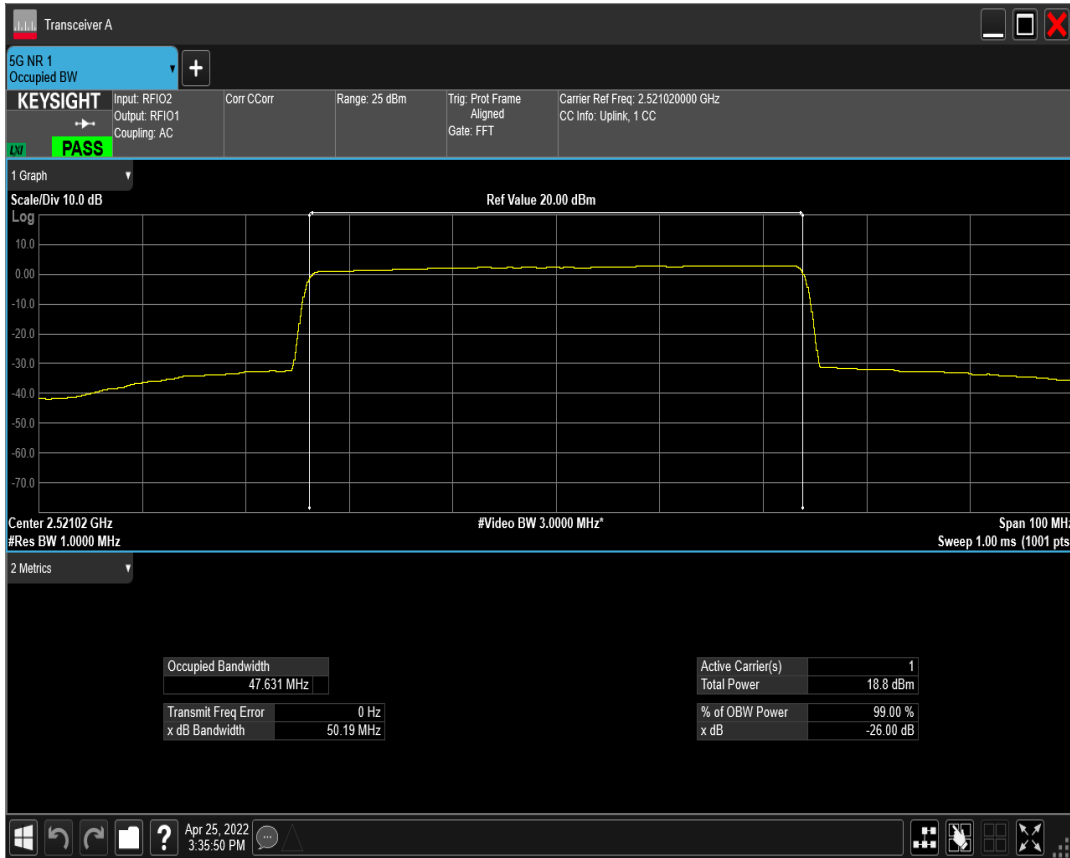 Transceiver A
5G NR 1
Occupied BW
+
KEYSIGHT
LXI
PASS
Input: RFIO2
Output: RFIO1
Coupling: AC
Corr CCorr
Range: 25 dBm
Trig: Prot Frame
Aligned
Gate: FFT
Carrier Ref Freq: 2.521020000 GHz
CC Info: Uplink, 1 CC
1 Graph
Scale/Div 10.0 dB
Ref Value 20.00 dBm
Log
10.0
0.00
-10.0
-20.0
-30.0
-40.0
-50.0
-60.0
-70.0
Center 2.52102 GHz
#Video BW 3.0000 MHz*
Span 100 MHz
#Res BW 1.0000 MHz
Sweep 1.00 ms (1001 pts
2 Metrics
Occupied Bandwidth
47.631 MHz
Transmit Freq Error 0 Hz
x dB Bandwidth 50.19 MHz
Active Carrier(s) 1
Total Power 18.8 dBm
% of OBW Power 99.00 %
x dB -26.00 dB
?
Apr 25, 2022
3:35:50 PM